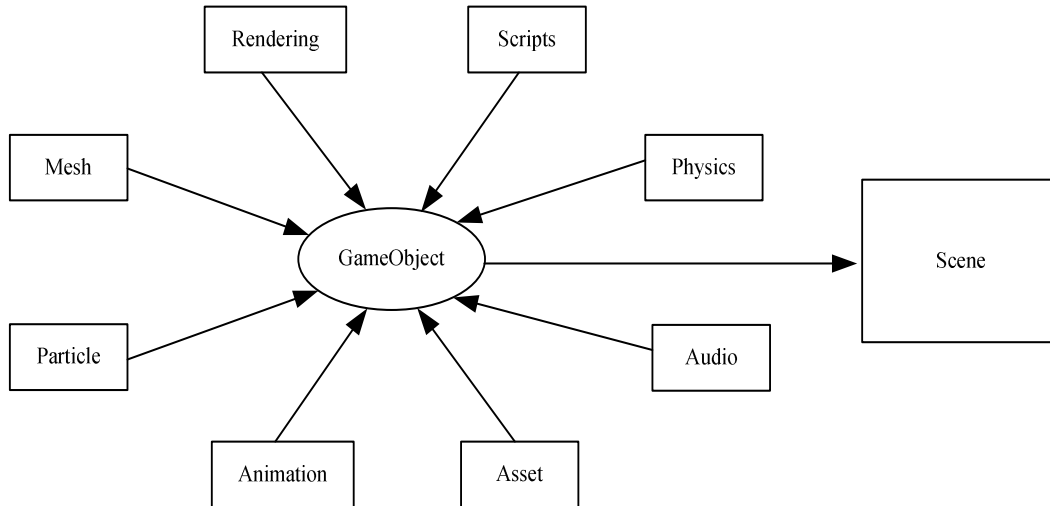 Rendering
Scripts
Mesh
Physics
GameObject
Scene
Particle
Audio
Animation
Asset